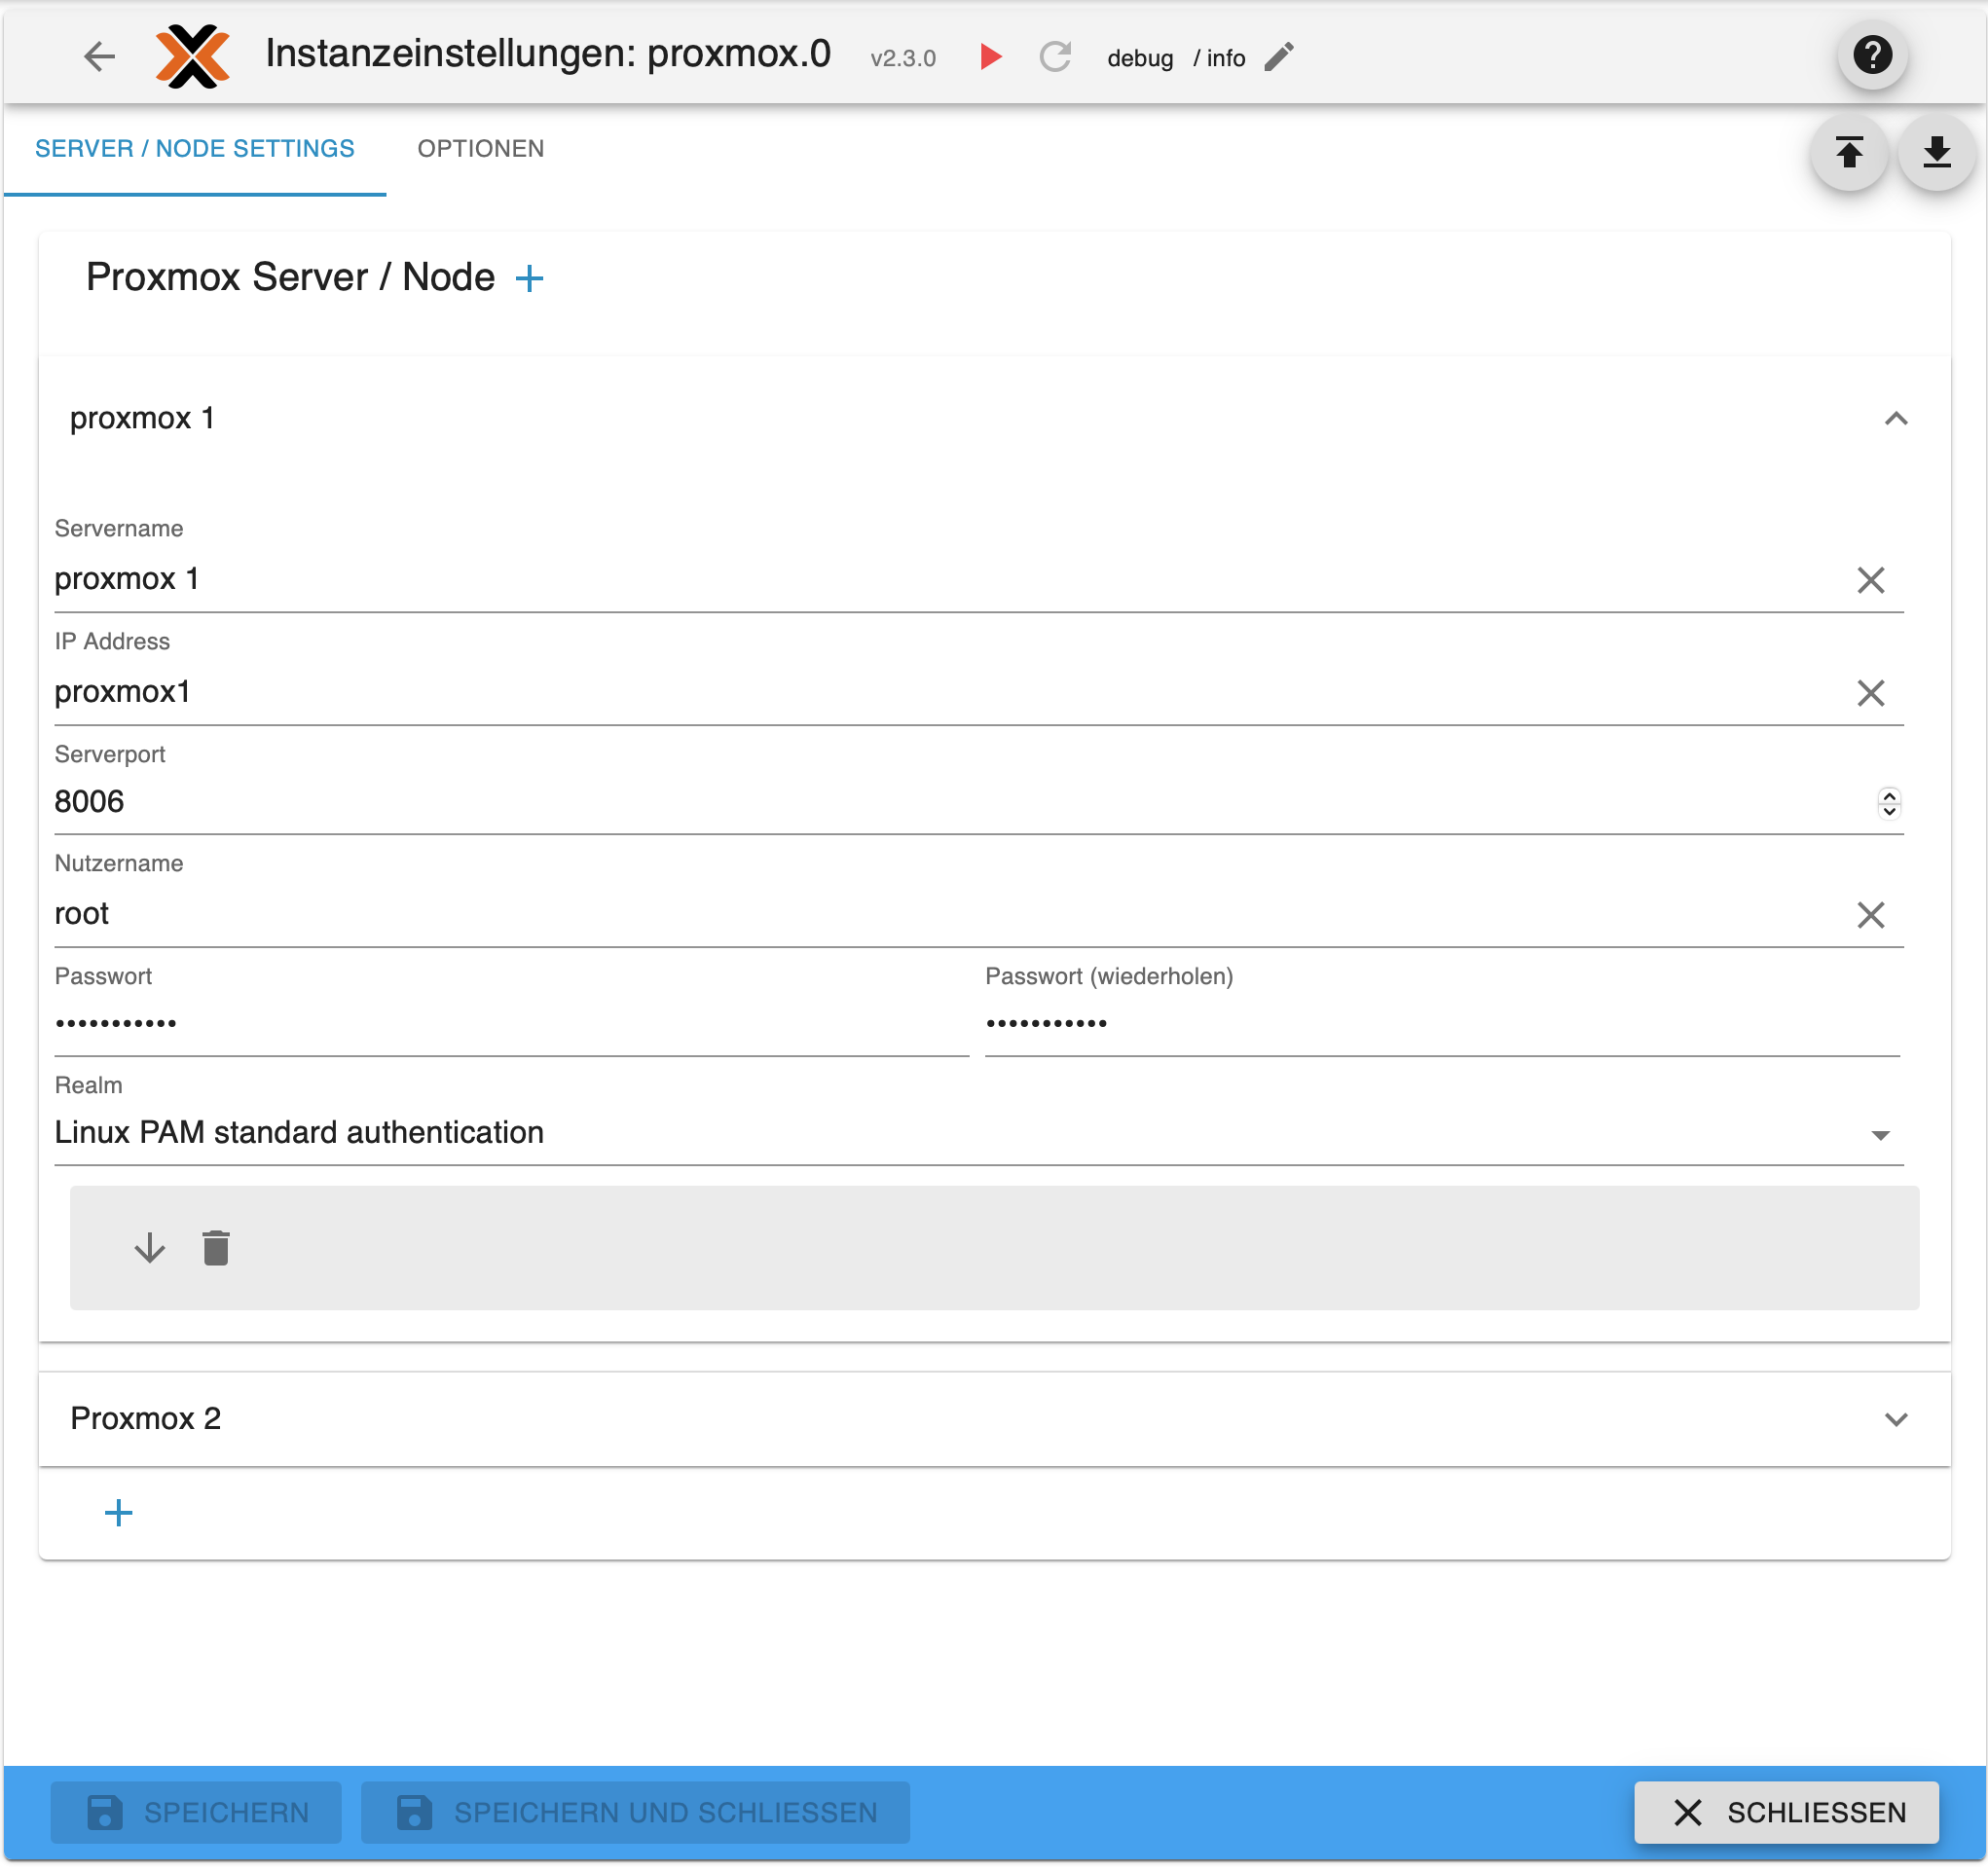 Instanzeinstellungen: proxmox.0 v2.3.0 debug / info
SERVER / NODE SETTINGS OPTIONEN
Proxmox Server / Node
proxmox 1
Servername
proxmox 1
IP Address
proxmox1
Serverport
8006
Nutzername
root
Passwort Passwort (wiederholen)
••••••••••• •••••••••••
Realm
Linux PAM standard authentication
Proxmox 2
SPEICHERN SPEICHERN UND SCHLIESSEN SCHLIESSEN